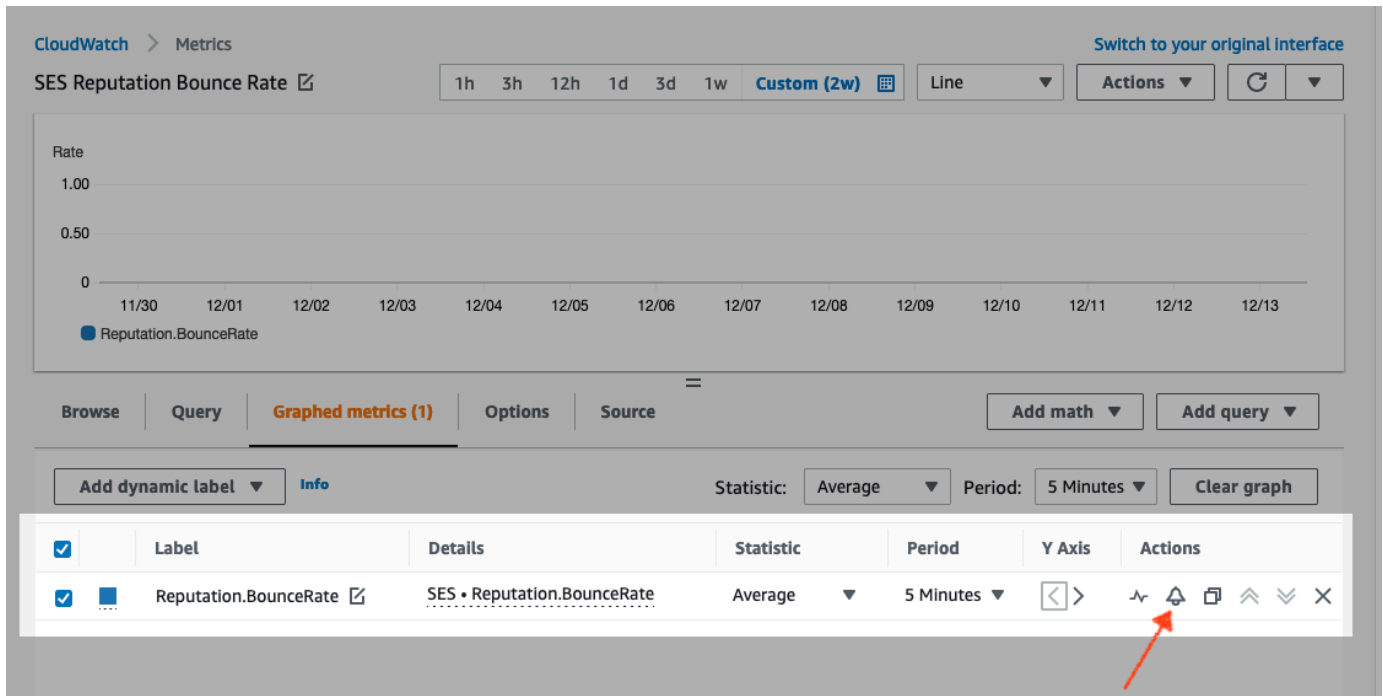 CloudWatch > Metrics
Switch to your original interface
SES Reputation Bounce Rate
1h 3h 12h 1d 3d 1w Custom (2w) Line Actions
Rate
1.00
0.50
0
11/30 12/01 12/02 12/03 12/04 12/05 12/06 12/07 12/08 12/09 12/10 12/11 12/12 12/13
Reputation.BounceRate
Browse Query Graphed metrics (1) Options Source Add math Add query
Add dynamic label Info Statistic: Average Period: 5 Minutes Clear graph
Label Details Statistic Period Y Axis Actions
Reputation.BounceRate SES • Reputation.BounceRate Average 5 Minutes